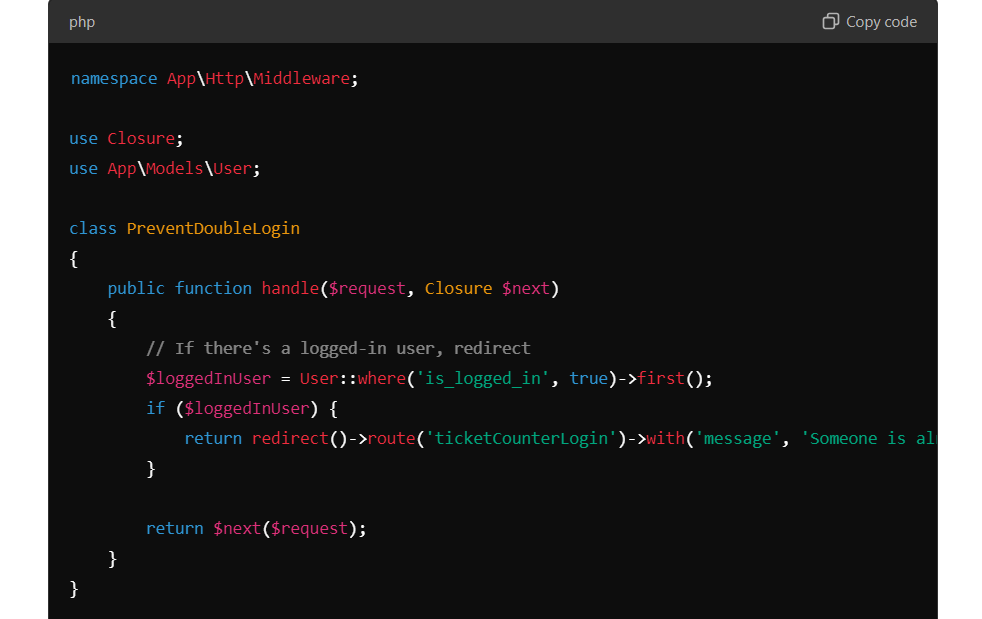 php
Copy code
namespace App\Http\Middleware;
use Closure;
use App\Models\User;
class PreventDoubleLogin
{
    public function handle($request, Closure $next)
    {
        // If there's a logged-in user, redirect
        $loggedInUser = User::where('is_logged_in', true)->first();
        if ($loggedInUser) {
            return redirect()->route('ticketCounterLogin')->with('message', 'Someone is al
        }
        return $next($request);
    }
}